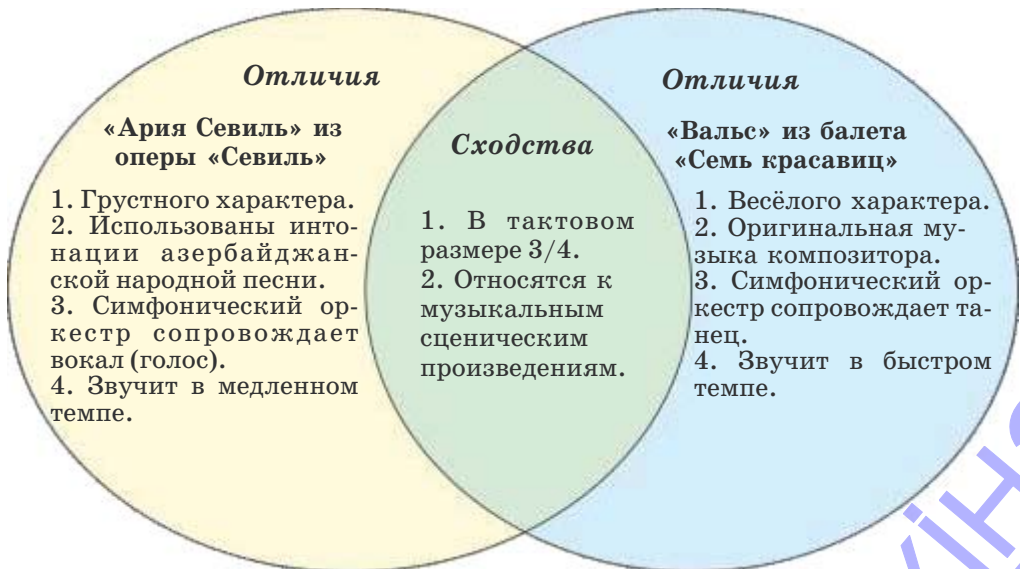 Отличия
«Ария Севиль» из
оперы «Севиль»
1. Грустного характера.
2. Использованы инто-
нации азербайджан-
ской народной песни.
3. Симфонический ор-
кестр сопровождает
вокал (голос).
4. Звучит в медленном
темпе.
Сходства
1. В тактовом
размере 3/4.
2. Относятся к
музыкальным
сценическим
произведениям.
Отличия
«Вальс» из балета
«Семь красавиц»
1. Весёлого характера.
2. Оригинальная му-
зыка композитора.
3. Симфонический ор-
кестр сопровождает та-
нец.
4. Звучит в быстром
темпе.